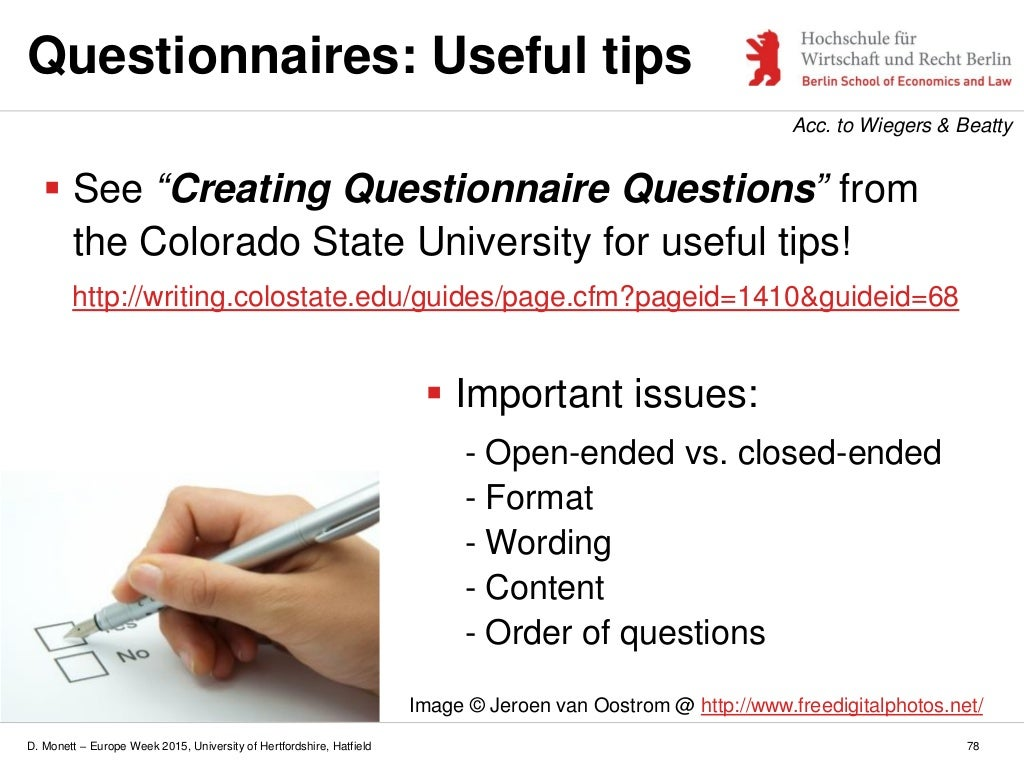 Questionnaires: Useful tips
Hochschule für
Wirtschaft und Recht Berlin
Berlin School of Economics and Law
Acc. to Wiegers & Beatty
▪ See “Creating Questionnaire Questions” from
the Colorado State University for useful tips!
http://writing.colostate.edu/guides/page.cfm?pageid=1410&guideid=68
▪ Important issues:
- Open-ended vs. closed-ended
- Format
- Wording
- Content
- Order of questions
Yes
No
Image © Jeroen van Oostrom @ http://www.freedigitalphotos.net/
D. Monett – Europe Week 2015, University of Hertfordshire, Hatfield
78